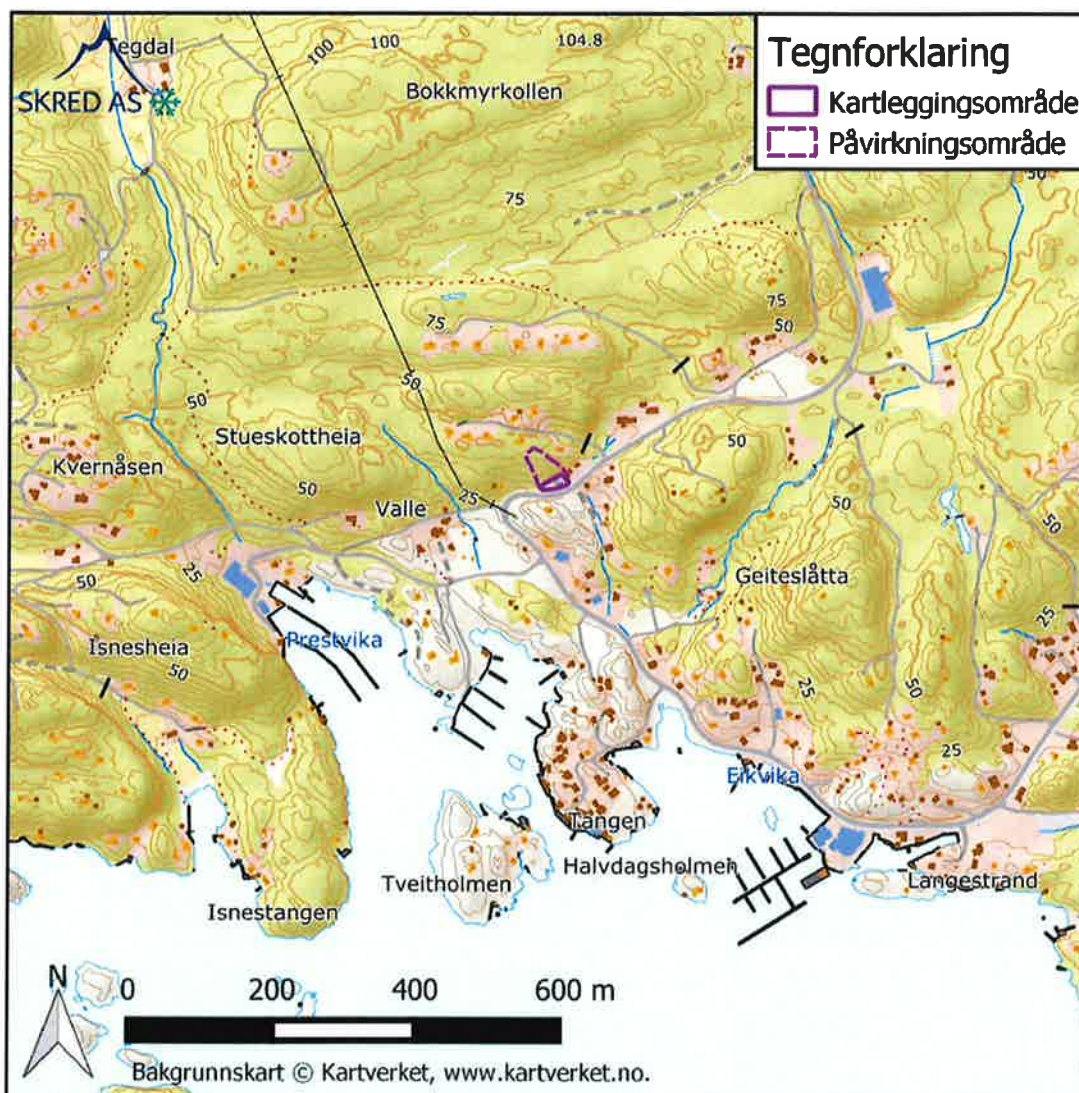 Tegdal
SKRED AS
100
100
104.8
Bokkmyrkollen
Tegnforklaring
Kartleggingsområde
Påvirkningsområde
50
75
75
75
50
50
50
Stueskottheia
50
Kvernåsen
50
Valle
25
50
50
50
25
50
Geiteslåtta
Isnesheia
50
Prestvika
25
25
50
25
Eikvika
Tangen
Halvdagsholmen
Tveitholmen
Langestrand
Isnestangen
N
0 200 400 600 m
Bakgrunnskart © Kartverket, www.kartverket.no.